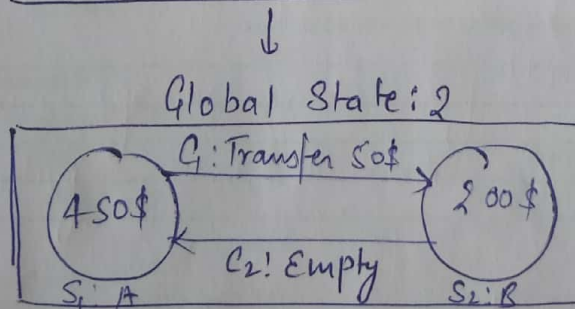 Global State: 2
C1: Transfer 50$
450$
200$
C2: Empty
S1: A
S2: B